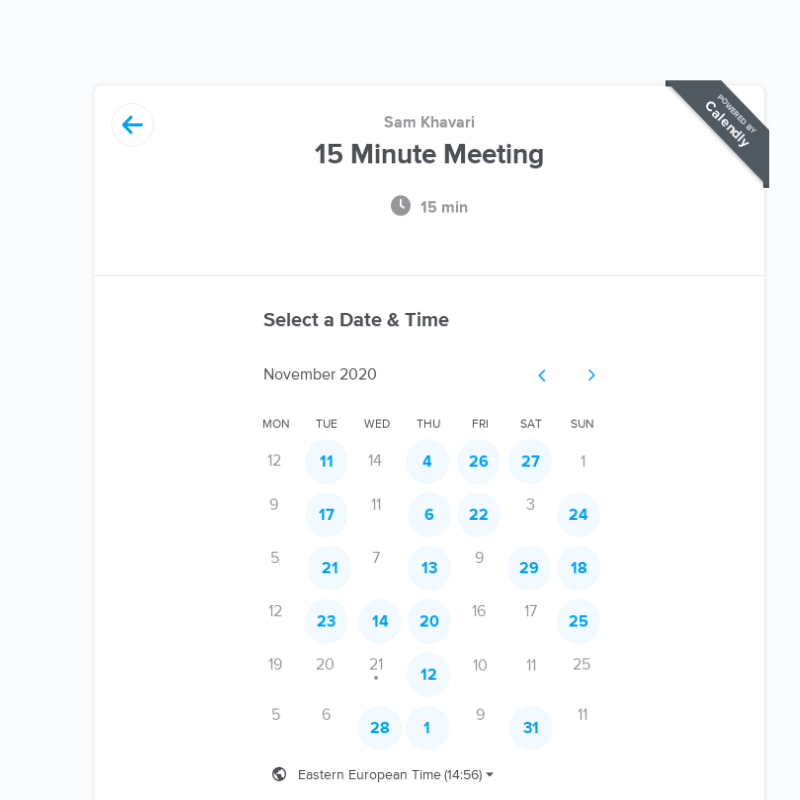 POWERED BY
Calendly
Sam Khavari
15 Minute Meeting
15 min
Select a Date & Time
November 2020
MON TUE WED THU FRI SAT SUN
12 11 14 4 26 27 1
9 17 11 6 22 3 24
5 21 7 13 9 29 18
12 23 14 20 16 17 25
19 20 21 12 10 11 25
5 6 28 1 9 31 11
Eastern European Time (14:56)